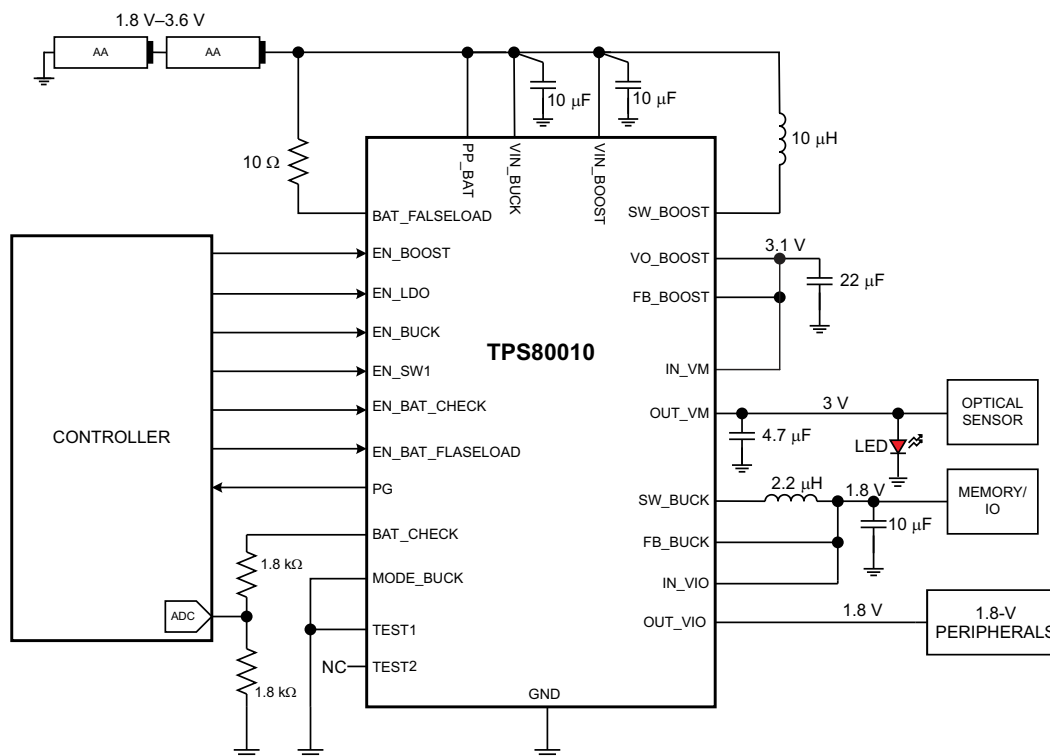 1.8 V–3.6 V
AA
AA
10 μF
10 μF
10 Ω
10 μH
PP_BAT
VIN_BUCK
VIN_BOOST
BAT_FALSELOAD
SW_BOOST
EN_BOOST
3.1 V
VO_BOOST
22 μF
EN_LDO
FB_BOOST
EN_BUCK
TPS80010
EN_SW1
IN_VM
EN_BAT_CHECK
OUT_VM
3 V
OPTICAL
SENSOR
CONTROLLER
4.7 μF
LED
EN_BAT_FLASELOAD
PG
2.2 μH
SW_BUCK
1.8 V
MEMORY/
IO
10 μF
BAT_CHECK
FB_BUCK
1.8 kΩ
MODE_BUCK
IN_VIO
ADC
TEST1
OUT_VIO
1.8 V
1.8-V
PERIPHERALS
NC
TEST2
1.8 kΩ
GND